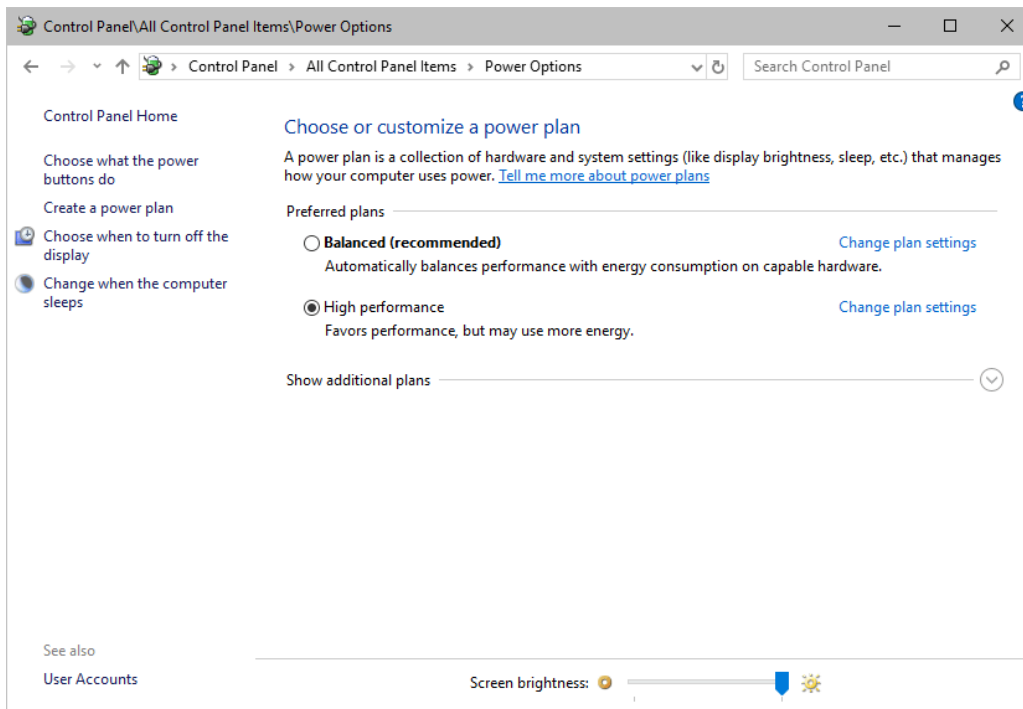 Control Panel\All Control Panel Items\Power Options
Control Panel > All Control Panel Items > Power Options
Search Control Panel
Control Panel Home
Choose what the power
buttons do
Create a power plan
Choose when to turn off the
display
Change when the computer
sleeps
Choose or customize a power plan
A power plan is a collection of hardware and system settings (like display brightness, sleep, etc.) that manages
how your computer uses power. Tell me more about power plans
Preferred plans
Balanced (recommended) Change plan settings
Automatically balances performance with energy consumption on capable hardware.
High performance Change plan settings
Favors performance, but may use more energy.
Show additional plans
See also
User Accounts
Screen brightness: